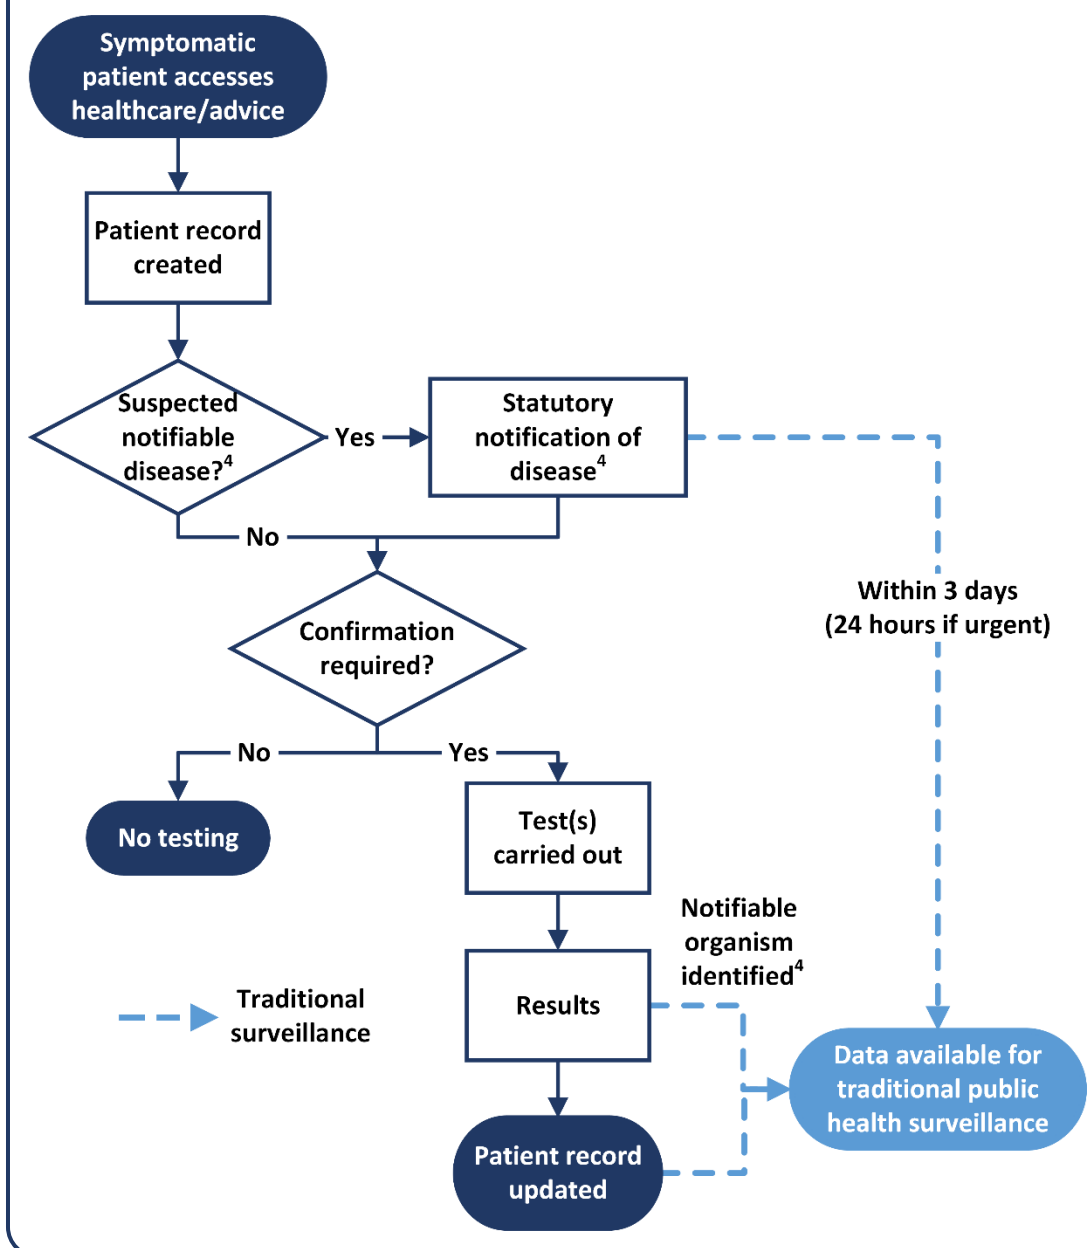 Symptomatic
patient accesses
healthcare/advice
Patient record
created
Suspected
notifiable
disease?4
Yes
Statutory
notification of
disease4
No
Within 3 days
(24 hours if urgent)
Confirmation
required?
No
Yes
No testing
Test(s)
carried out
Notifiable
organism
identified4
Traditional
surveillance
Results
Data available for
traditional public
health surveillance
Patient record
updated